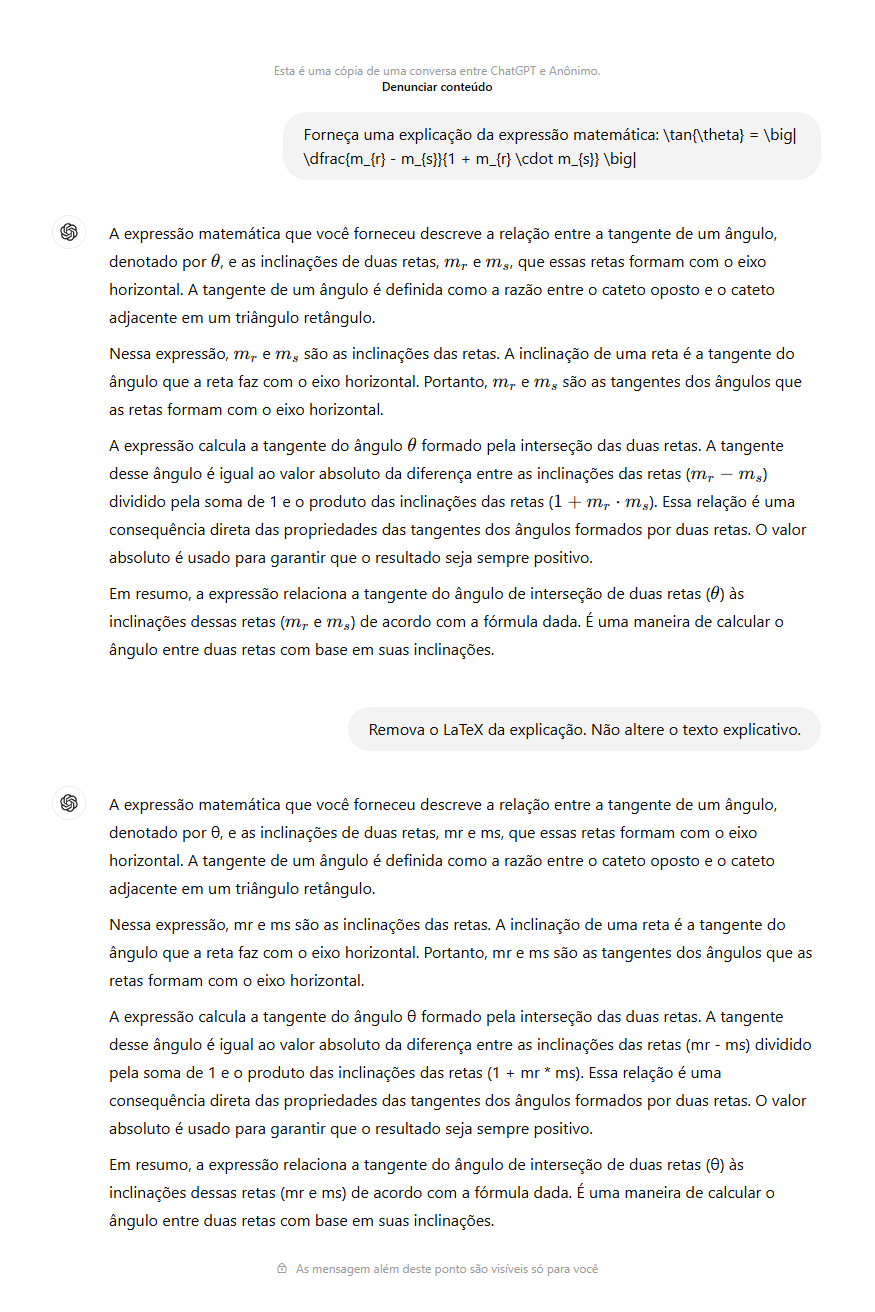 Esta é uma cópia de uma conversa entre ChatGPT e Anônimo.
Denunciar conteúdo
Forneça uma explicação da expressão matemática: \tan{\theta} = \big|
\dfrac{m_{r} - m_{s}}{1 + m_{r} \cdot m_{s}} \big|
A expressão matemática que você forneceu descreve a relação entre a tangente de um ângulo,
denotado por θ, e as inclinações de duas retas, mᵣ e mₛ, que essas retas formam com o eixo
horizontal. A tangente de um ângulo é definida como a razão entre o cateto oposto e o cateto
adjacente em um triângulo retângulo.
Nessa expressão, mᵣ e mₛ são as inclinações das retas. A inclinação de uma reta é a tangente do
ângulo que a reta faz com o eixo horizontal. Portanto, mᵣ e mₛ são as tangentes dos ângulos que
as retas formam com o eixo horizontal.
A expressão calcula a tangente do ângulo θ formado pela interseção das duas retas. A tangente
desse ângulo é igual ao valor absoluto da diferença entre as inclinações das retas (mᵣ − mₛ)
dividido pela soma de 1 e o produto das inclinações das retas (1 + mᵣ · mₛ). Essa relação é uma
consequência direta das propriedades das tangentes dos ângulos formados por duas retas. O valor
absoluto é usado para garantir que o resultado seja sempre positivo.
Em resumo, a expressão relaciona a tangente do ângulo de interseção de duas retas (θ) às
inclinações dessas retas (mᵣ e mₛ) de acordo com a fórmula dada. É uma maneira de calcular o
ângulo entre duas retas com base em suas inclinações.
Remova o LaTeX da explicação. Não altere o texto explicativo.
A expressão matemática que você forneceu descreve a relação entre a tangente de um ângulo,
denotado por θ, e as inclinações de duas retas, mr e ms, que essas retas formam com o eixo
horizontal. A tangente de um ângulo é definida como a razão entre o cateto oposto e o cateto
adjacente em um triângulo retângulo.
Nessa expressão, mr e ms são as inclinações das retas. A inclinação de uma reta é a tangente do
ângulo que a reta faz com o eixo horizontal. Portanto, mr e ms são as tangentes dos ângulos que as
retas formam com o eixo horizontal.
A expressão calcula a tangente do ângulo θ formado pela interseção das duas retas. A tangente
desse ângulo é igual ao valor absoluto da diferença entre as inclinações das retas (mr - ms) dividido
pela soma de 1 e o produto das inclinações das retas (1 + mr * ms). Essa relação é uma
consequência direta das propriedades das tangentes dos ângulos formados por duas retas. O valor
absoluto é usado para garantir que o resultado seja sempre positivo.
Em resumo, a expressão relaciona a tangente do ângulo de interseção de duas retas (θ) às
inclinações dessas retas (mr e ms) de acordo com a fórmula dada. É uma maneira de calcular o
ângulo entre duas retas com base em suas inclinações.
As mensagem além deste ponto são visíveis só para você